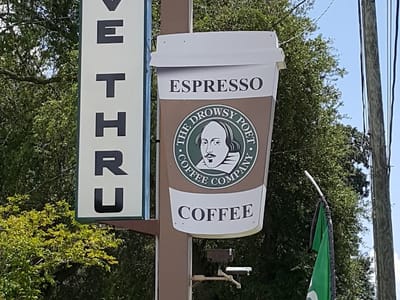 VE
THRU
ESPRESSO
THE DROWSY POET
COFFEE COMPANY
COFFEE